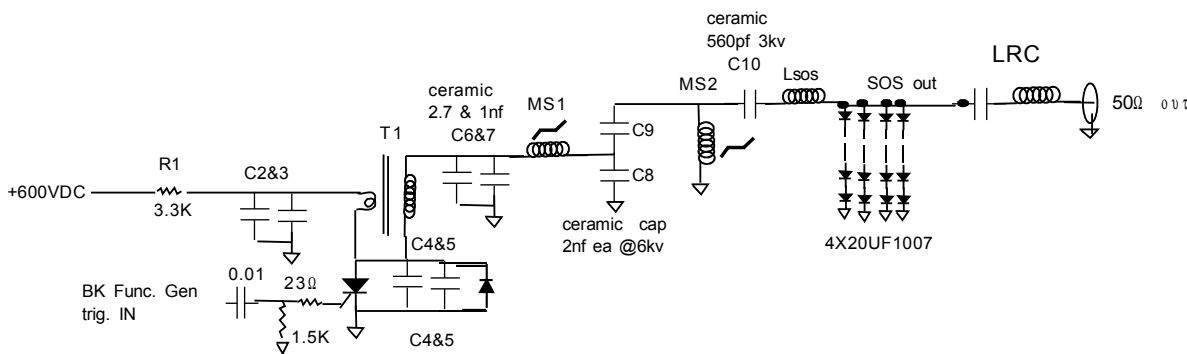 ceramic
560pf 3kv
C10
LRC
MS2
Lsos
SOS out
50Ω OUT
ceramic
2.7 & 1nf
C6&7
MS1
C9
T1
R1
C2&3
C8
+600VDC
3.3K
ceramic cap
2nf ea @6kv
4X20UF1007
C4&5
0.01
23Ω
BK Func. Gen
trig. IN
1.5K
C4&5